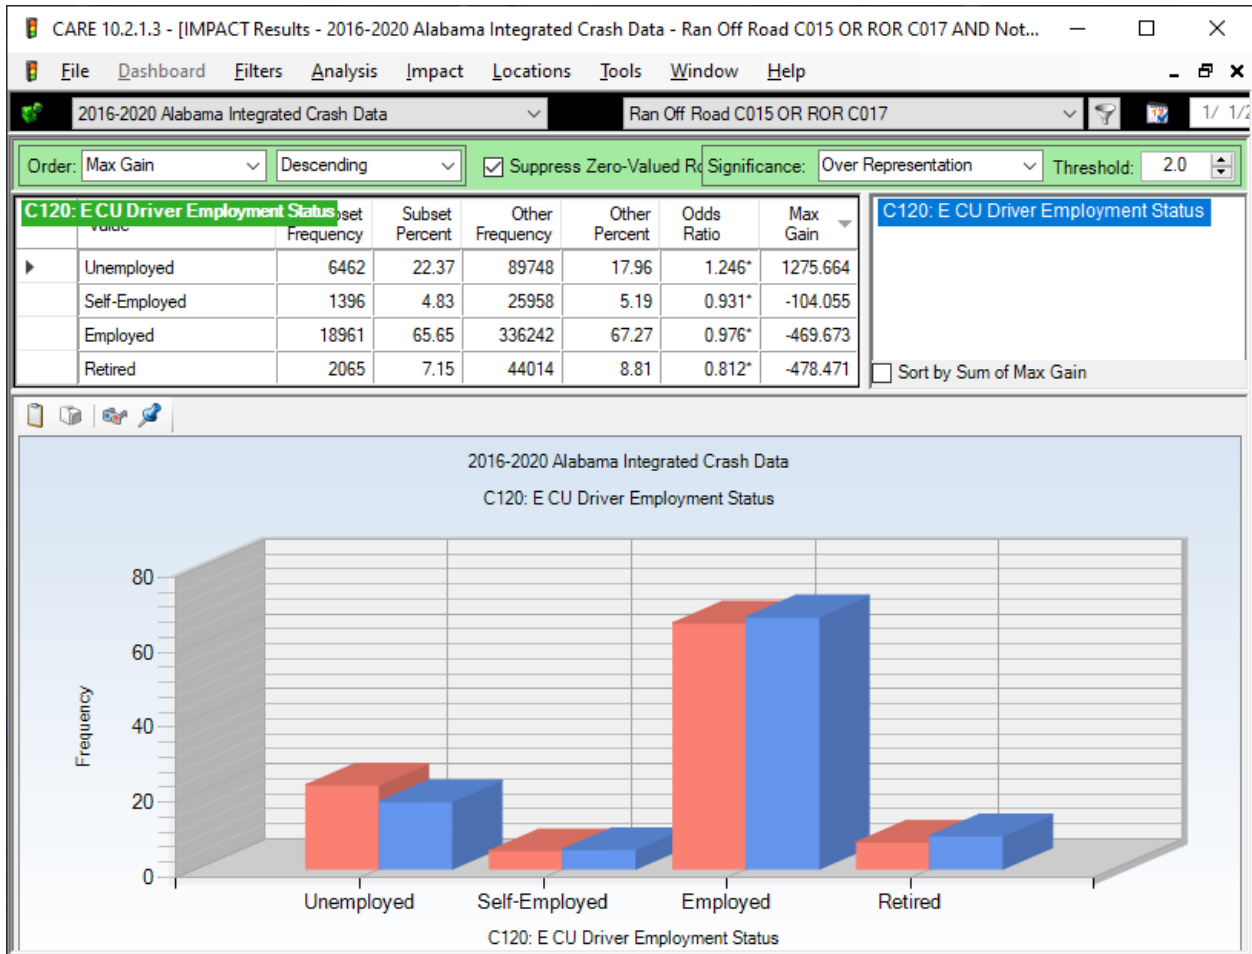 CARE 10.2.1.3 - [IMPACT Results - 2016-2020 Alabama Integrated Crash Data - Ran Off Road C015 OR ROR C017 AND Not...
File Dashboard Filters Analysis Impact Locations Tools Window Help
2016-2020 Alabama Integrated Crash Data Ran Off Road C015 OR ROR C017 1/ 1/2
Order: Max Gain Descending Suppress Zero-Valued Ro Significance: Over Representation Threshold: 2.0
C120: E CU Driver Employment Status
Value bset Frequency Subset Percent Other Frequency Other Percent Odds Ratio Max Gain
Unemployed 6462 22.37 89748 17.96 1.246* 1275.664
Self-Employed 1396 4.83 25958 5.19 0.931* -104.055
Employed 18961 65.65 336242 67.27 0.976* -469.673
Retired 2065 7.15 44014 8.81 0.812* -478.471
C120: E CU Driver Employment Status
Sort by Sum of Max Gain
2016-2020 Alabama Integrated Crash Data
C120: E CU Driver Employment Status
Frequency
80
60
40
20
0
Unemployed Self-Employed Employed Retired
C120: E CU Driver Employment Status